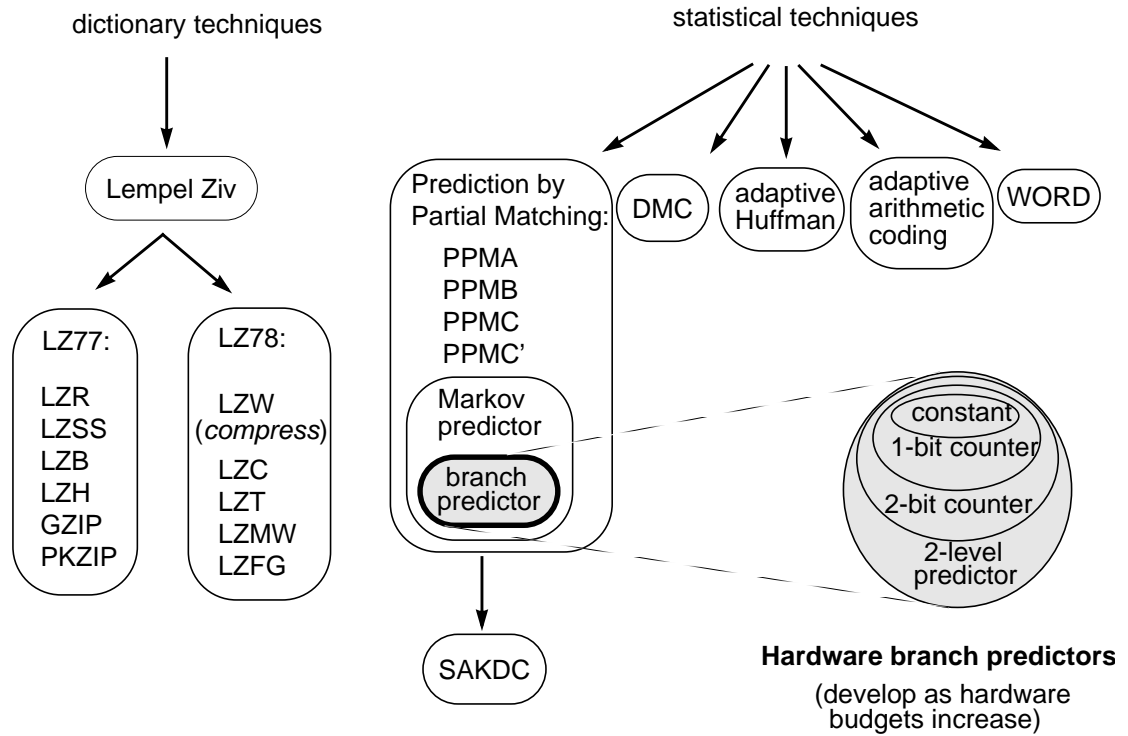 dictionary techniques
Lempel Ziv
LZ77:
LZR
LZSS
LZB
LZH
GZIP
PKZIP
LZ78:
LZW
(compress)
LZC
LZT
LZMW
LZFG
statistical techniques
Prediction by
Partial Matching:
PPMA
PPMB
PPMC
PPMC’
Markov
predictor
branch
predictor
SAKDC
DMC
adaptive
Huffman
adaptive
arithmetic
coding
WORD
constant
1-bit counter
2-bit counter
2-level
predictor
Hardware branch predictors
(develop as hardware
budgets increase)